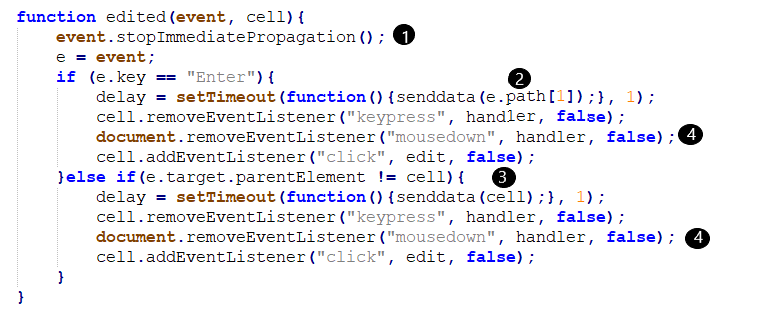 function edited(event, cell){
event.stopImmediatePropagation(); 1
e = event;
if (e.key == "Enter"){
2
delay = setTimeout(function(){senddata(e.path[1]);}, 1);
cell.removeEventListener("keypress", handler, false);
document.removeEventListener("mousedown", handler, false); 4
cell.addEventListener("click", edit, false);
}else if(e.target.parentElement != cell){ 3
delay = setTimeout(function(){senddata(cell);}, 1);
cell.removeEventListener("keypress", handler, false);
document.removeEventListener("mousedown", handler, false); 4
cell.addEventListener("click", edit, false);
}
}